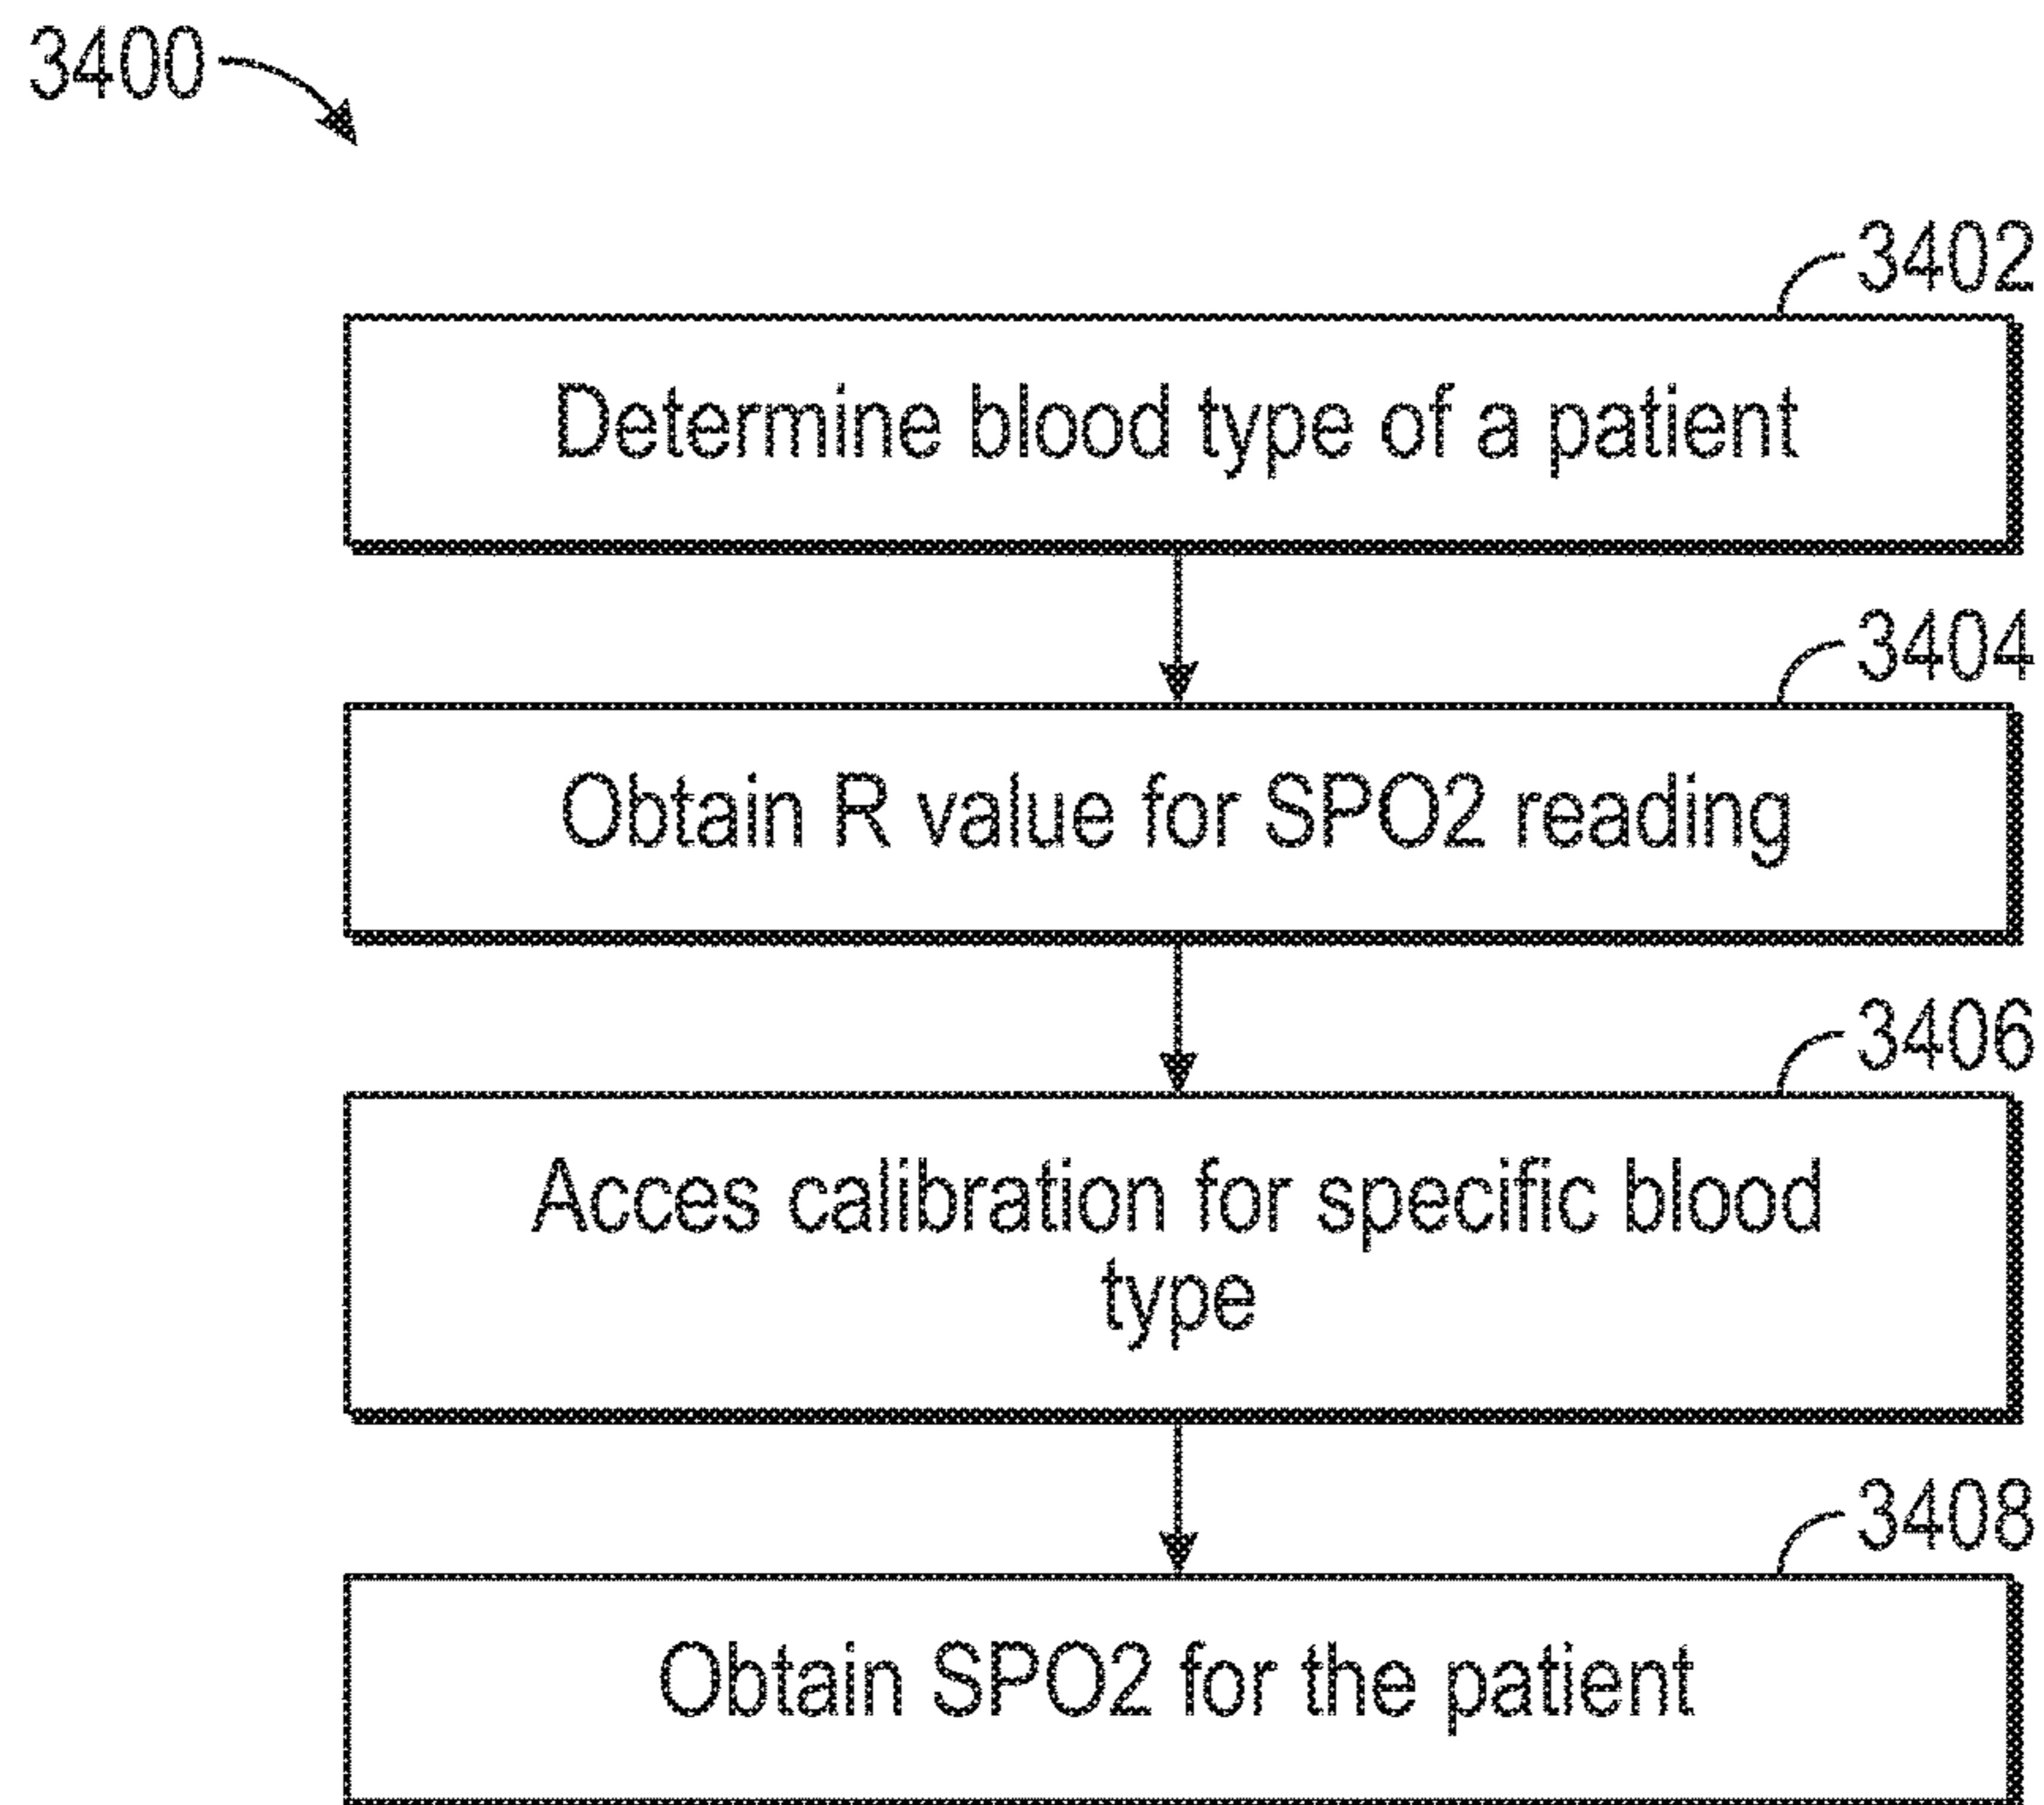 3400
3402
Determine blood type of a patient
3404
Obtain R value for SPO2 reading
3406
Acces calibration for specific blood
type
3408
Obtain SPO2 for the patient